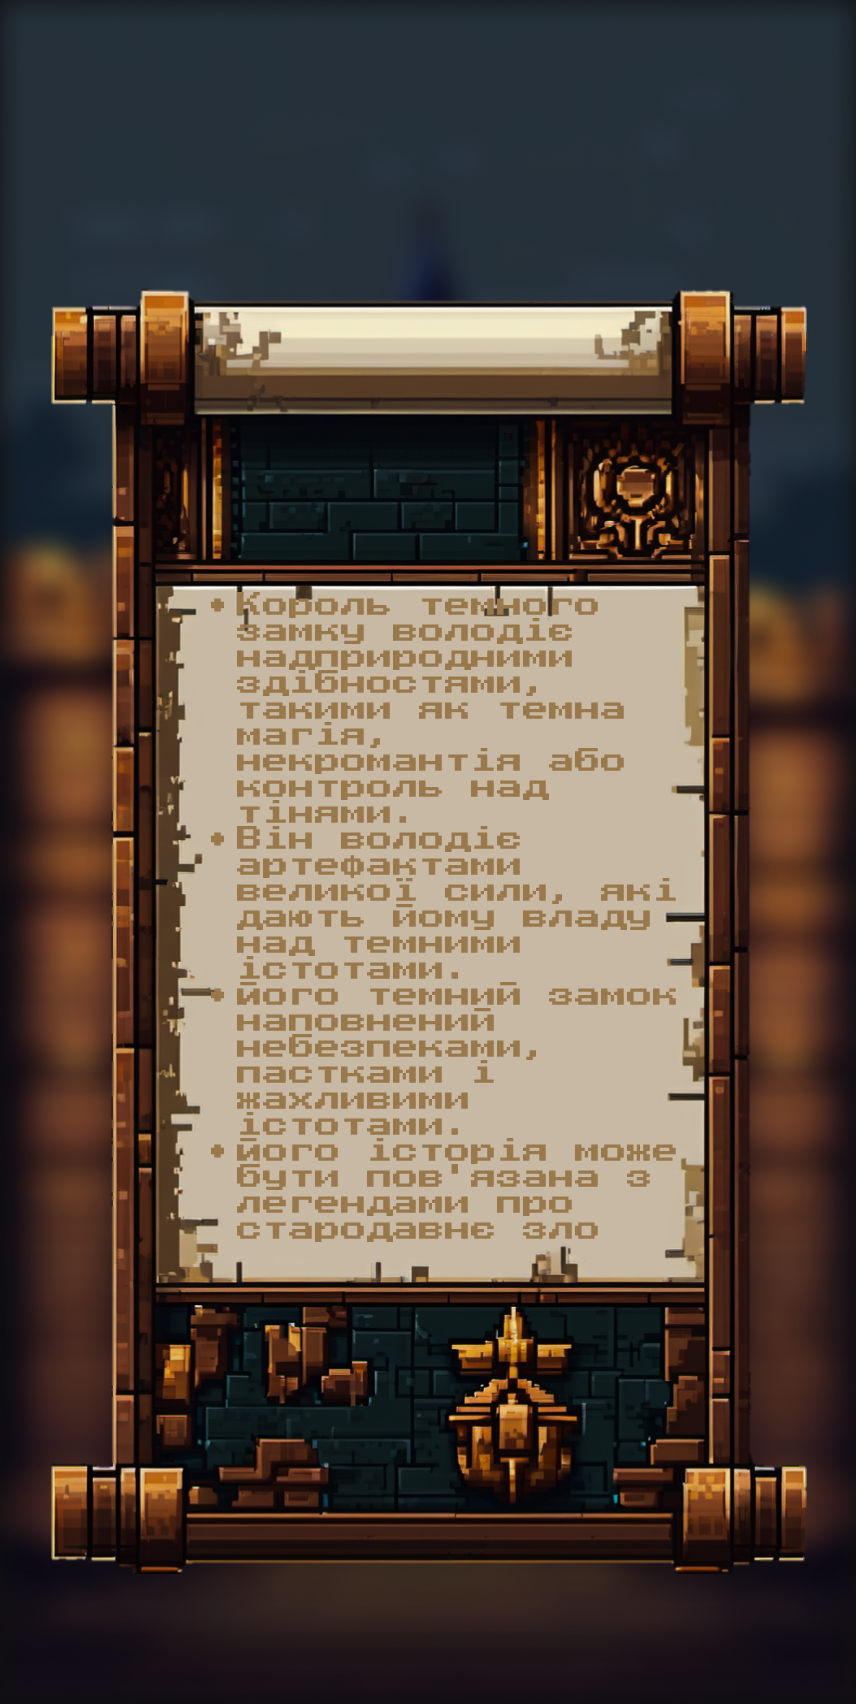 • Король темного
замку володіє
надприродними
здібностями,
такими як темна
магія,
некромантія або
контроль над
тінями.
• Він володіє
артефактами
великої сили, які
дають йому владу
над темними
істотами.
• його темний замок
наповнений
небезпеками,
пастками і
жахливими
істотами.
• його історія може
бути пов'язана з
легендами про
стародавнє зло